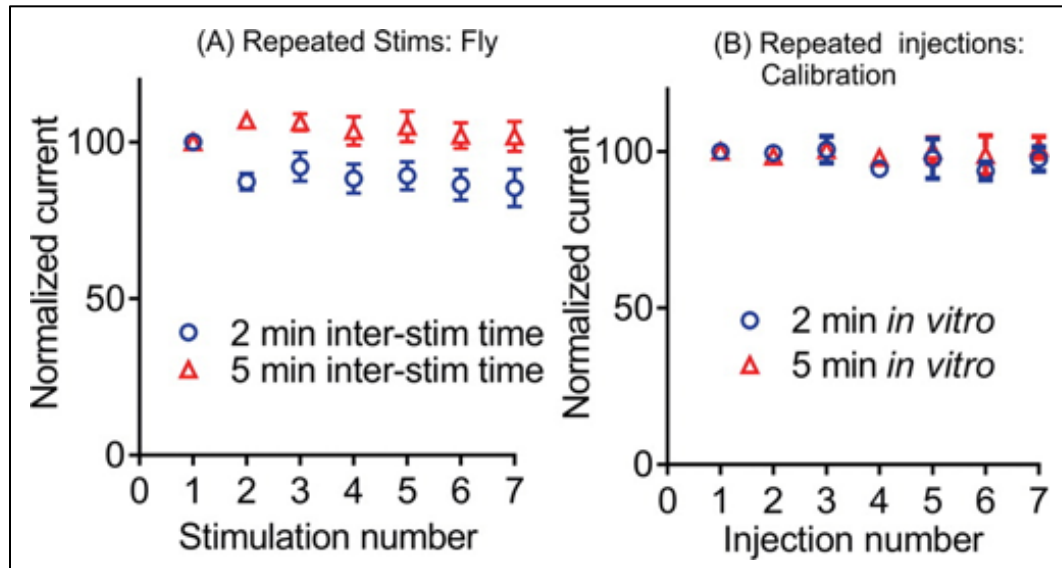 (A) Repeated Stims: Fly
Normalized current
100
50
0
2 min inter-stim time
5 min inter-stim time
0 1 2 3 4 5 6 7
Stimulation number
(B) Repeated injections:
Calibration
Normalized current
100
50
0
2 min in vitro
5 min in vitro
0 1 2 3 4 5 6 7
Injection number